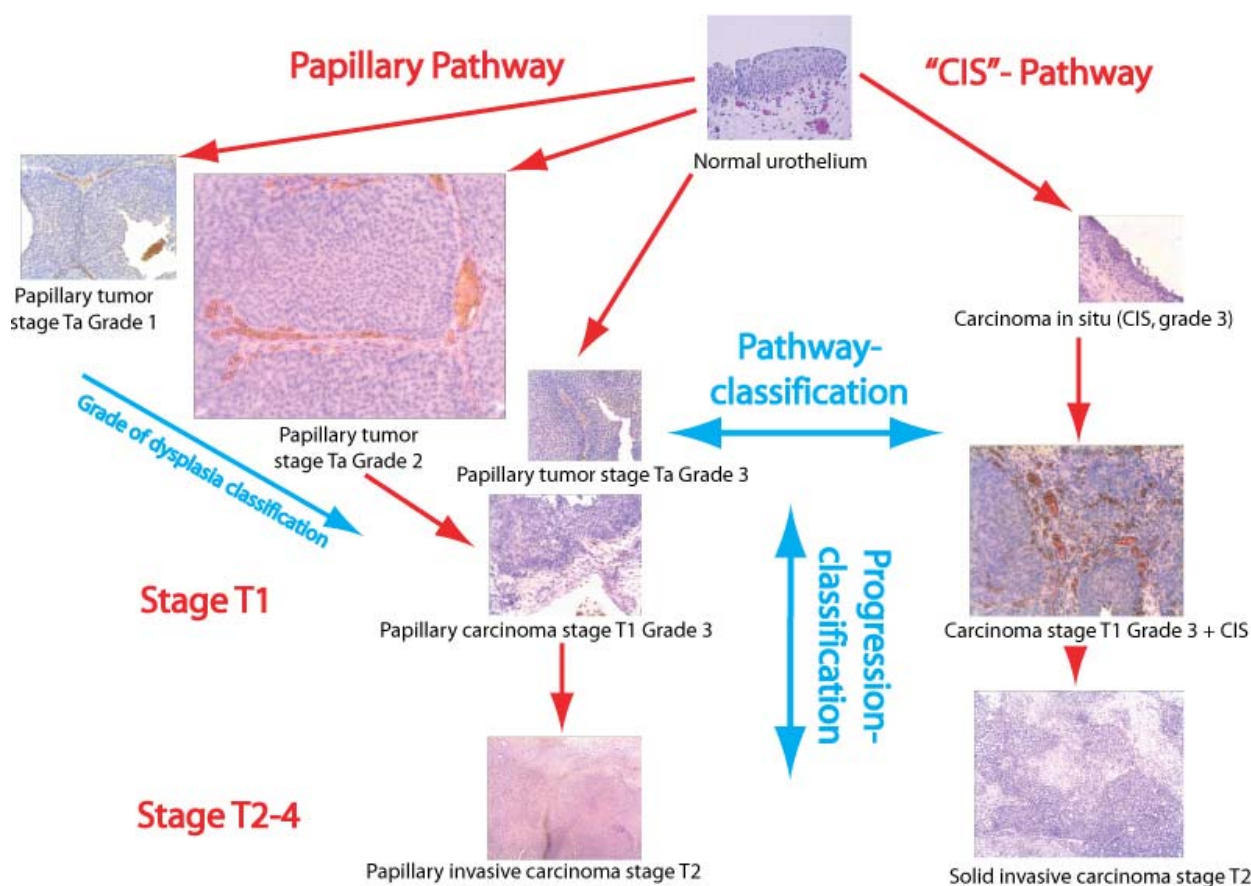 Papillary Pathway
“CIS”- Pathway
Normal urothelium
Papillary tumor
stage Ta Grade 1
Carcinoma in situ (CIS, grade 3)
Pathway-
classification
Grade of dysplasia classification
Papillary tumor
stage Ta Grade 2
Papillary tumor stage Ta Grade 3
Progression-
classification
Stage T1
Papillary carcinoma stage T1 Grade 3
Carcinoma stage T1 Grade 3 + CIS
Stage T2-4
Papillary invasive carcinoma stage T2
Solid invasive carcinoma stage T2